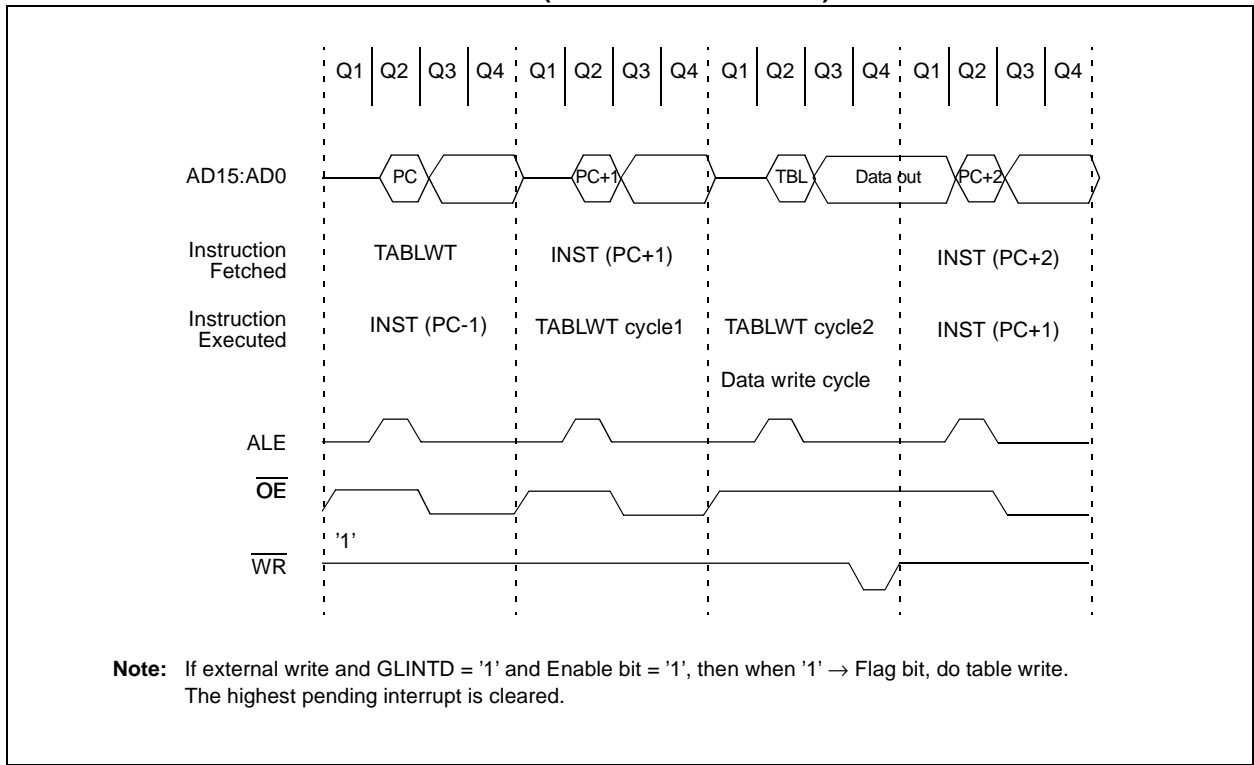 Q1 Q2 Q3 Q4 Q1 Q2 Q3 Q4 Q1 Q2 Q3 Q4 Q1 Q2 Q3 Q4
AD15:AD0 PC PC+1 TBL Data out PC+2
Instruction
Fetched
TABLWT INST (PC+1) INST (PC+2)
Instruction
Executed
INST (PC-1) TABLWT cycle1 TABLWT cycle2 INST (PC+1)
Data write cycle
ALE
OE
'1'
WR
Note: If external write and GLINTD = '1' and Enable bit = '1', then when '1' → Flag bit, do table write.
The highest pending interrupt is cleared.